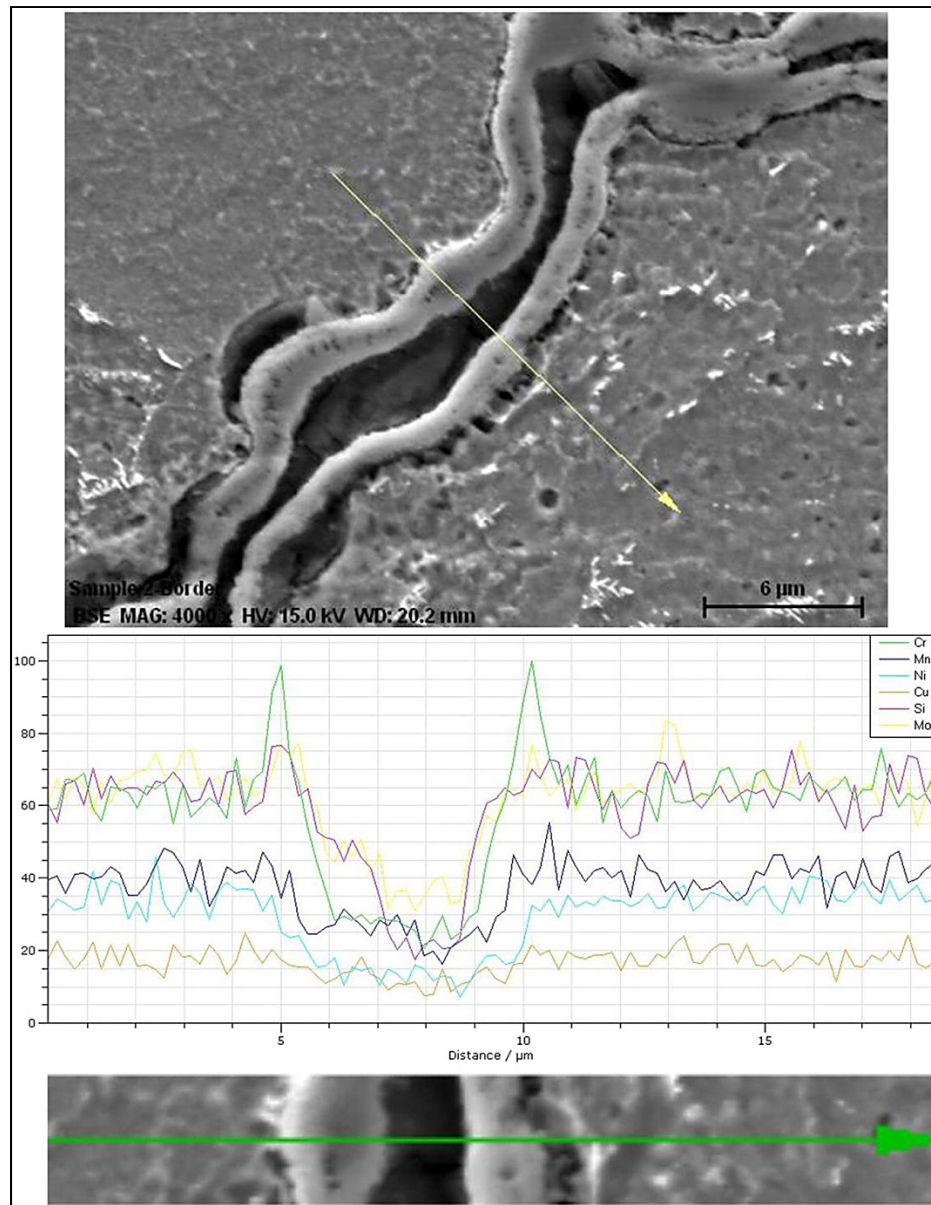 Sample 2 Border
BSE MAG: 4000 x HV: 15.0 kV WD: 20.2 mm
6 µm
100
80
60
40
20
0
5
10
15
Distance / µm
Cr
Mn
Ni
Cu
Si
Mo